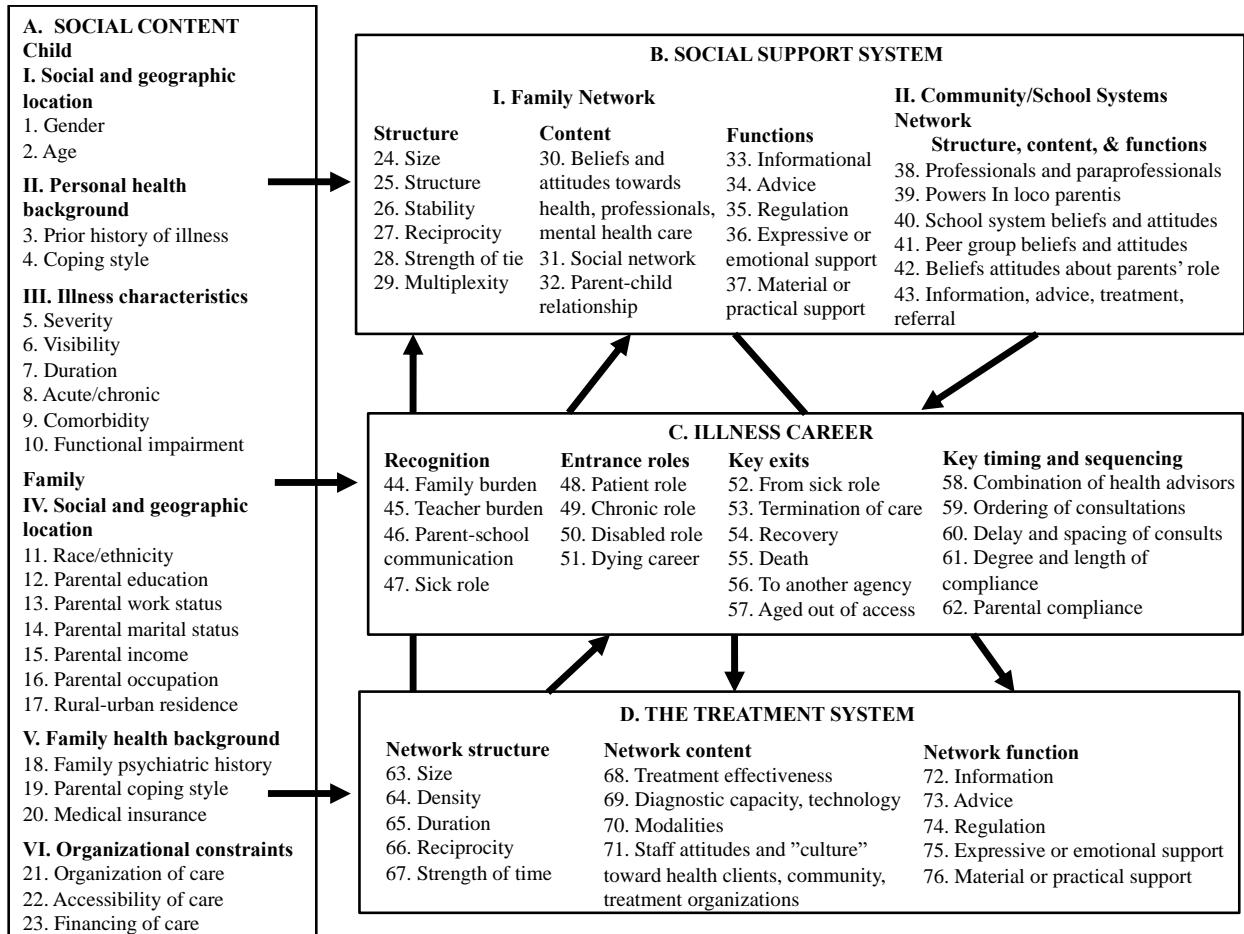 A. SOCIAL CONTENT
Child
I. Social and geographic
location
1. Gender
2. Age
II. Personal health
background
3. Prior history of illness
4. Coping style
III. Illness characteristics
5. Severity
6. Visibility
7. Duration
8. Acute/chronic
9. Comorbidity
10. Functional impairment
Family
IV. Social and geographic
location
11. Race/ethnicity
12. Parental education
13. Parental work status
14. Parental marital status
15. Parental income
16. Parental occupation
17. Rural-urban residence
V. Family health background
18. Family psychiatric history
19. Parental coping style
20. Medical insurance
VI. Organizational constraints
21. Organization of care
22. Accessibility of care
23. Financing of care
B. SOCIAL SUPPORT SYSTEM
I. Family Network
Structure
24. Size
25. Structure
26. Stability
27. Reciprocity
28. Strength of tie
29. Multiplexity
Content
30. Beliefs and
attitudes towards
health, professionals,
mental health care
31. Social network
32. Parent-child
relationship
Functions
33. Informational
34. Advice
35. Regulation
36. Expressive or
emotional support
37. Material or
practical support
II. Community/School Systems
Network
Structure, content, & functions
38. Professionals and paraprofessionals
39. Powers In loco parentis
40. School system beliefs and attitudes
41. Peer group beliefs and attitudes
42. Beliefs attitudes about parents’ role
43. Information, advice, treatment,
referral
C. ILLNESS CAREER
Recognition
44. Family burden
45. Teacher burden
46. Parent-school
communication
47. Sick role
Entrance roles
48. Patient role
49. Chronic role
50. Disabled role
51. Dying career
Key exits
52. From sick role
53. Termination of care
54. Recovery
55. Death
56. To another agency
57. Aged out of access
Key timing and sequencing
58. Combination of health advisors
59. Ordering of consultations
60. Delay and spacing of consults
61. Degree and length of
compliance
62. Parental compliance
D. THE TREATMENT SYSTEM
Network structure
63. Size
64. Density
65. Duration
66. Reciprocity
67. Strength of time
Network content
68. Treatment effectiveness
69. Diagnostic capacity, technology
70. Modalities
71. Staff attitudes and ”culture”
toward health clients, community,
treatment organizations
Network function
72. Information
73. Advice
74. Regulation
75. Expressive or emotional support
76. Material or practical support